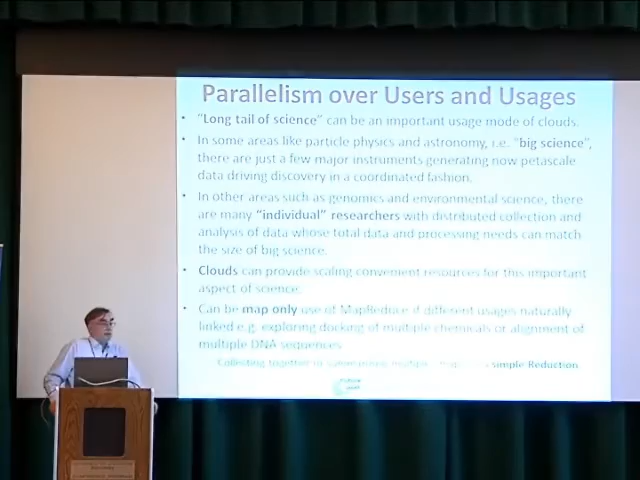 Parallelism over Users and Usages
• "Long tail of science" can be an important usage mode of clouds.
• In some areas like particle physics and astronomy, i.e. "big science",
there are just a few major instruments generating now petascale
data driving discovery in a coordinated fashion.
• In other areas such as genomics and environmental science, there
are many "individual" researchers with distributed collection and
analysis of data whose total data and processing needs can match
the size of big science.
• Clouds can provide scaling convenient resources for this important
aspect of science.
• Can be map only use of MapReduce if different usages naturally
linked e.g. exploring docking of multiple chemicals or alignment of
multiple DNA sequences
Collecting together or summarizing multiple simple Reduction